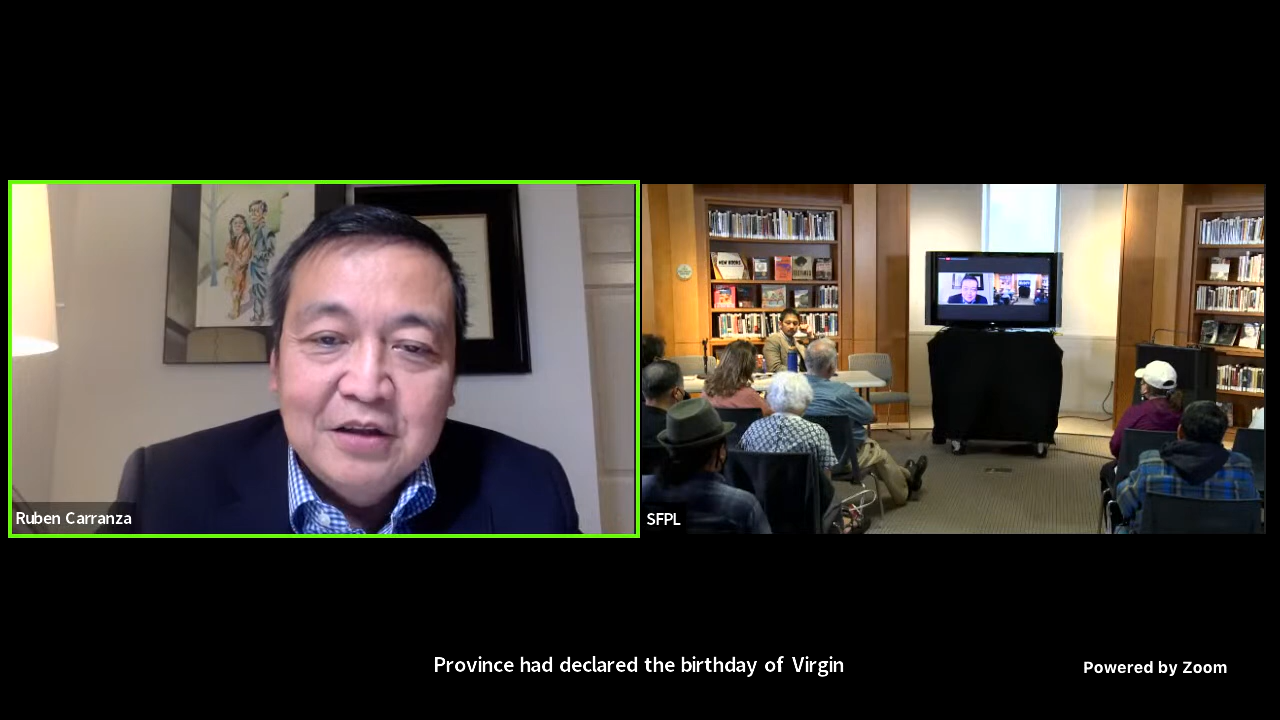 NEW BOOKS
Ruben Carranza
SFPL
Province had declared the birthday of Virgin
Powered by Zoom